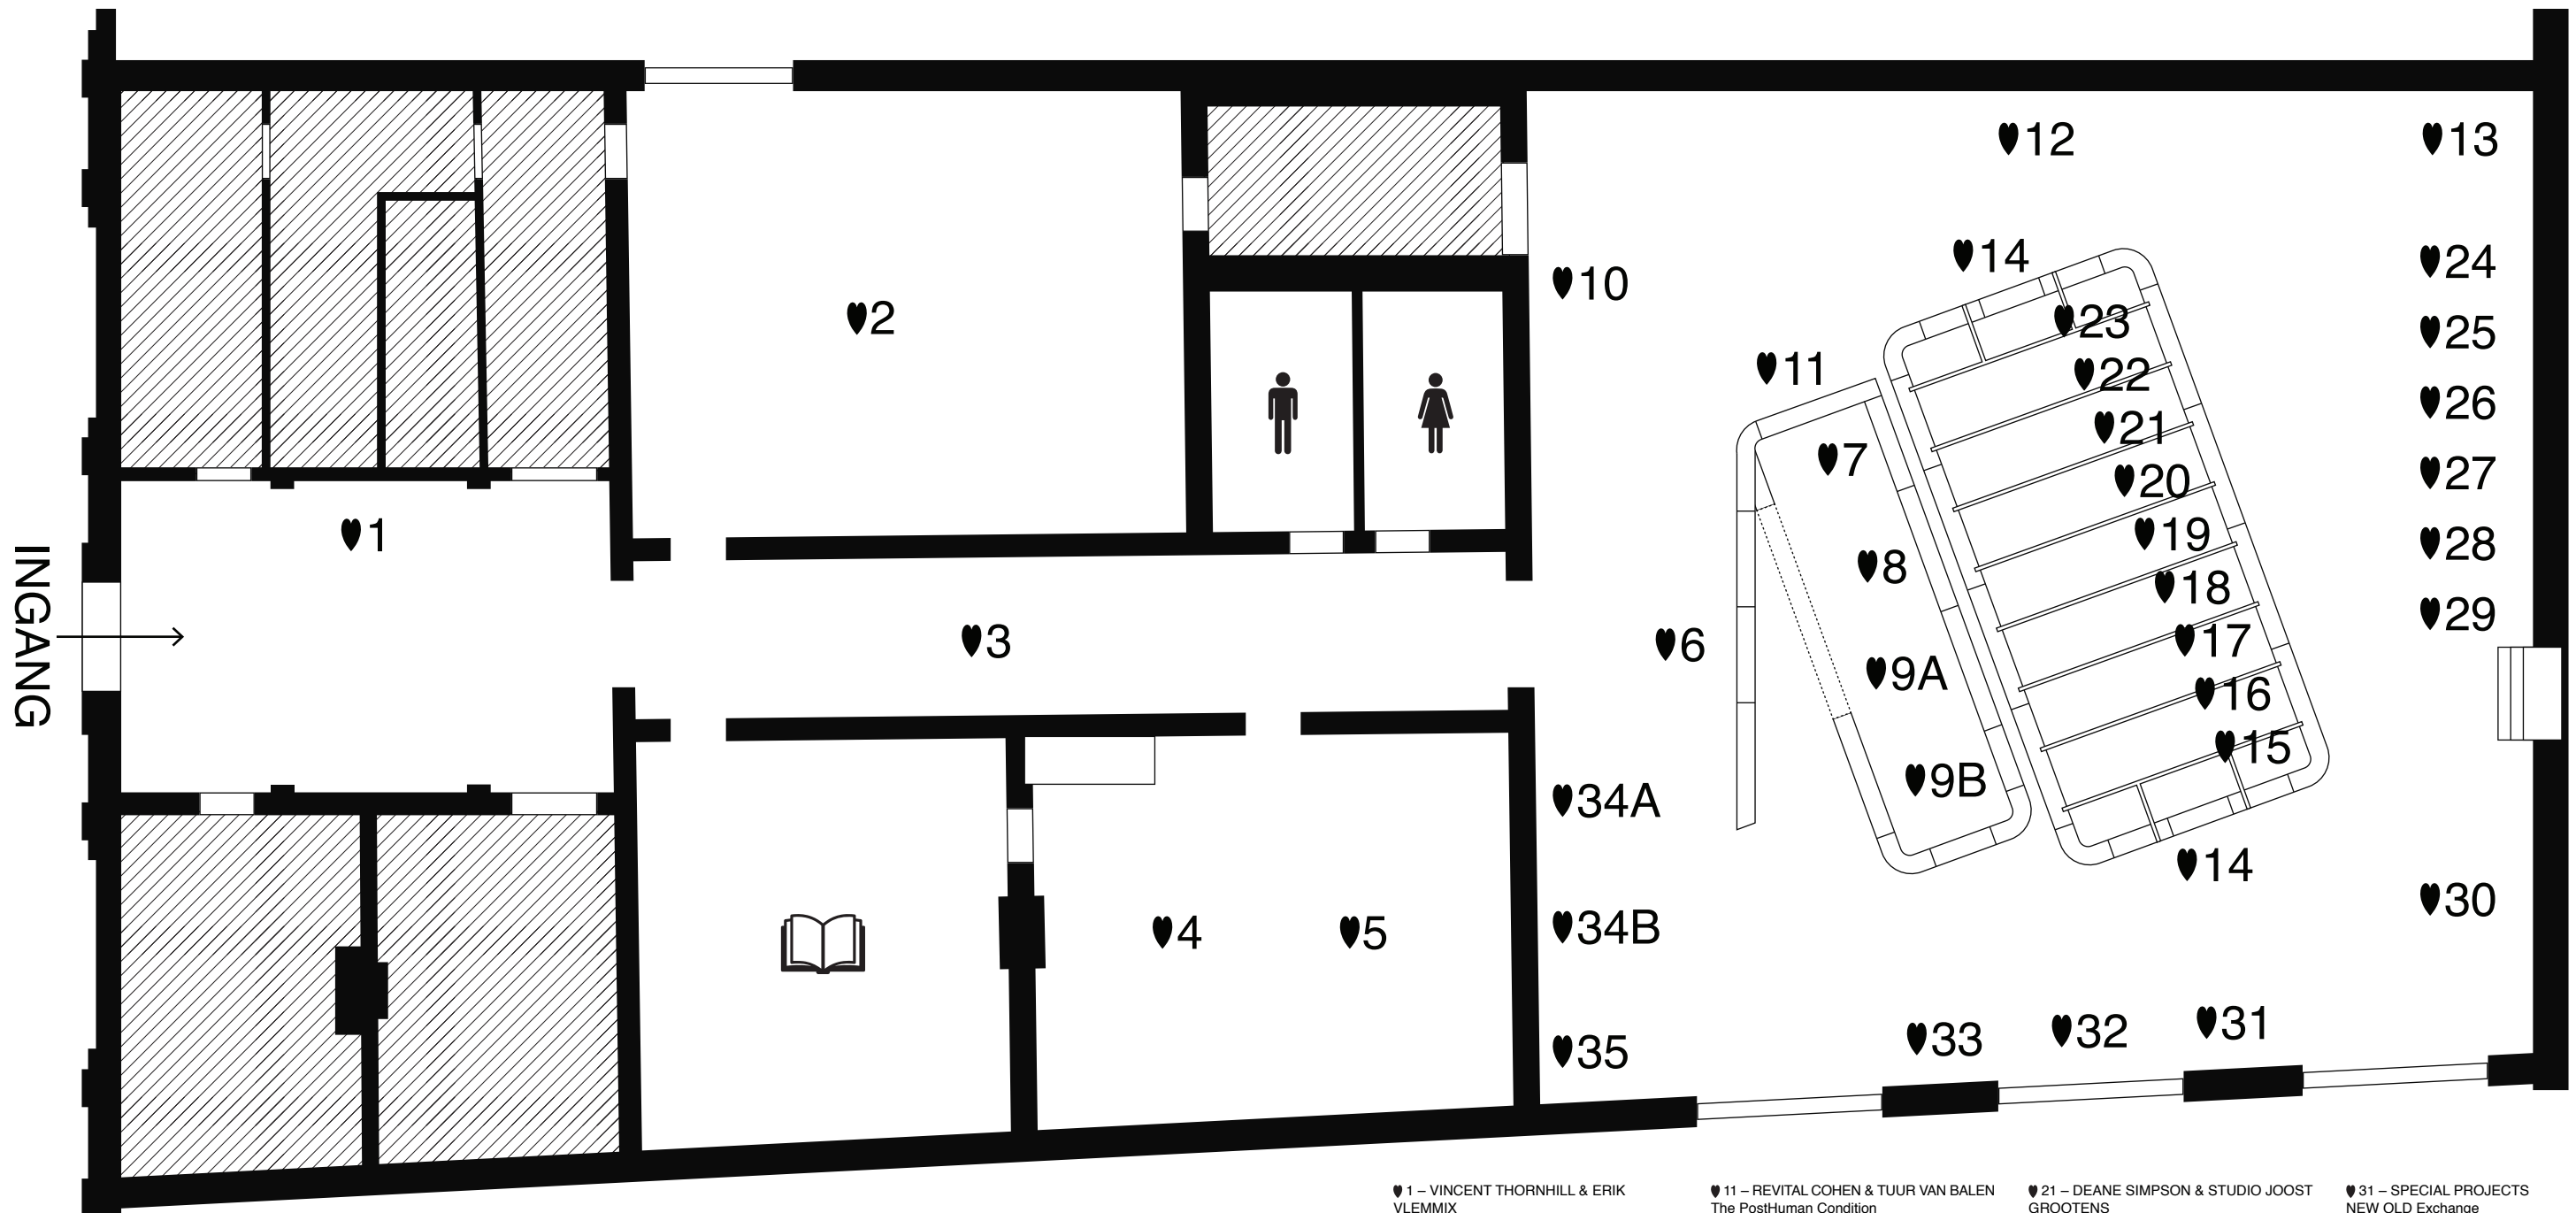 INGANG
1
2
3
4
5
6
7
8
9A
9B
10
11
12
13
14
23
22
21
20
19
18
17
16
15
14
24
25
26
27
28
29
30
31
32
33
34A
34B
35
1 – VINCENT THORNHILL & ERIK
VLEMMIX
11 – REVITAL COHEN & TUUR VAN BALEN
The PostHuman Condition
21 – DEANE SIMPSON & STUDIO JOOST
GROOTENS
31 – SPECIAL PROJECTS
NEW OLD Exchange